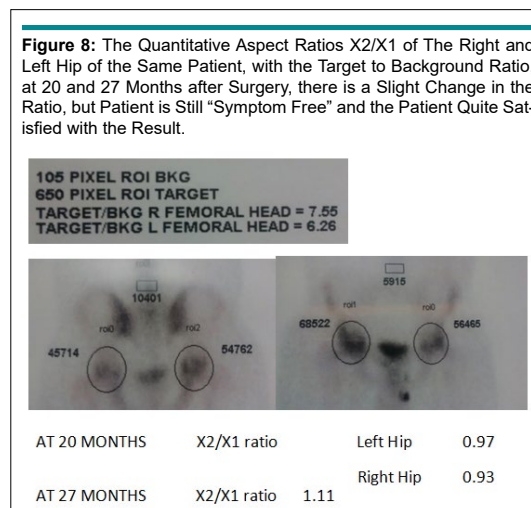 Figure 8: The Quantitative Aspect Ratios X2/X1 of The Right and
Left Hip of the Same Patient, with the Target to Background Ratio
at 20 and 27 Months after Surgery, there is a Slight Change in the
Ratio, but Patient is Still “Symptom Free” and the Patient Quite Sat-
isfied with the Result.
105 PIXEL ROI BKG
650 PIXEL ROI TARGET
TARGET/BKG R FEMORAL HEAD = 7.55
TARGET/BKG L FEMORAL HEAD = 6.26
10401
roi0 roi2
45714 54762
5915
roi1 roi0
68522 56465
AT 20 MONTHS X2/X1 ratio Left Hip 0.97
Right Hip 0.93
AT 27 MONTHS X2/X1 ratio 1.11